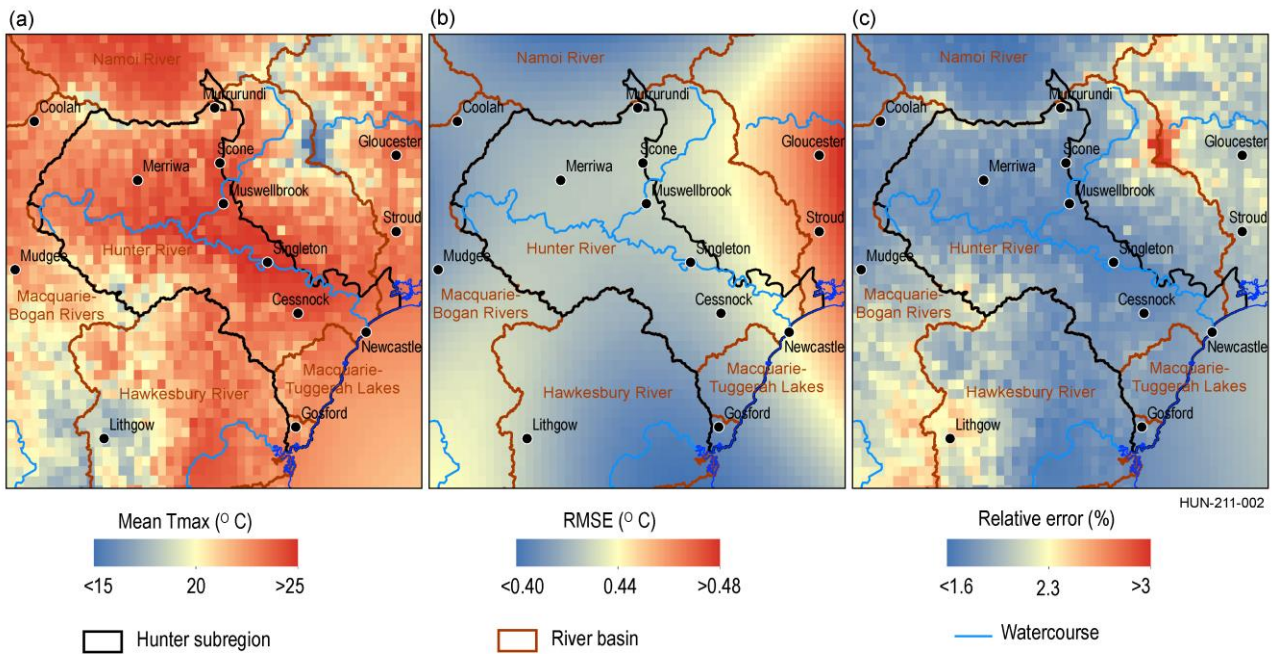 (a)
Namoi River
Murrurundi
Coolah
Gloucester
Scone
Merriwa
Muswellbrook
Stroud
Hunter River
Singleton
Mudgee
Macquarie-
Bogan Rivers
Cessnock
Newcastle
Macquarie-
Tuggerah Lakes
Hawkesbury River
Gosford
Lithgow
(b)
Namoi River
Murrurundi
Coolah
Gloucester
Scone
Merriwa
Muswellbrook
Stroud
Hunter River
Singleton
Mudgee
Macquarie-
Bogan Rivers
Cessnock
Newcastle
Macquarie-
Tuggerah Lakes
Hawkesbury River
Gosford
Lithgow
(c)
Namoi River
Murrurundi
Coolah
Gloucester
Scone
Merriwa
Muswellbrook
Stroud
Hunter River
Singleton
Mudgee
Macquarie-
Bogan Rivers
Cessnock
Newcastle
Macquarie-
Tuggerah Lakes
Hawkesbury River
Gosford
Lithgow
HUN-211-002
Mean Tmax (° C)
<15 20 >25
RMSE (° C)
<0.40 0.44 >0.48
Relative error (%)
<1.6 2.3 >3
Hunter subregion
River basin
Watercourse